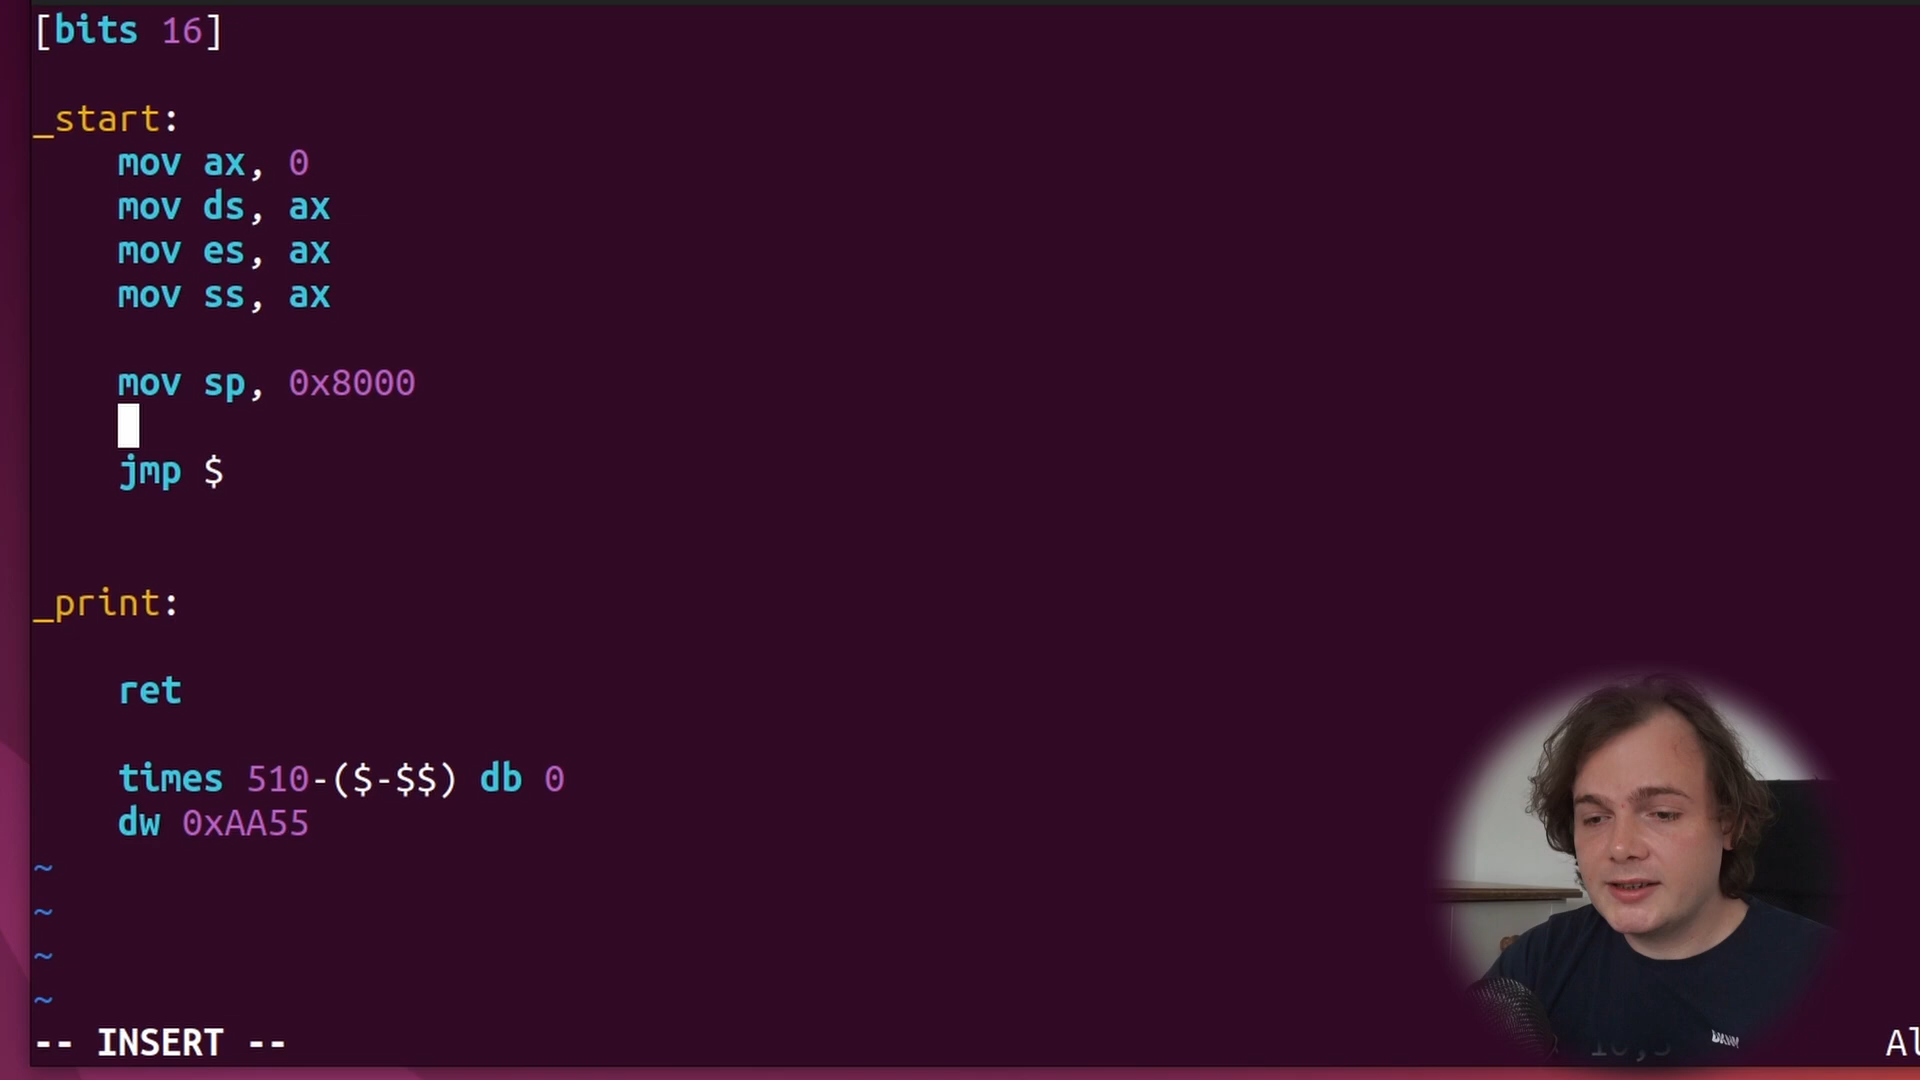 [bits 16]
_start:
mov ax, 0
mov ds, ax
mov es, ax
mov ss, ax
mov sp, 0x8000
jmp $
_print:
ret
times 510-($-$$) db 0
dw 0xAA55
~
~
~
~
-- INSERT --
Al